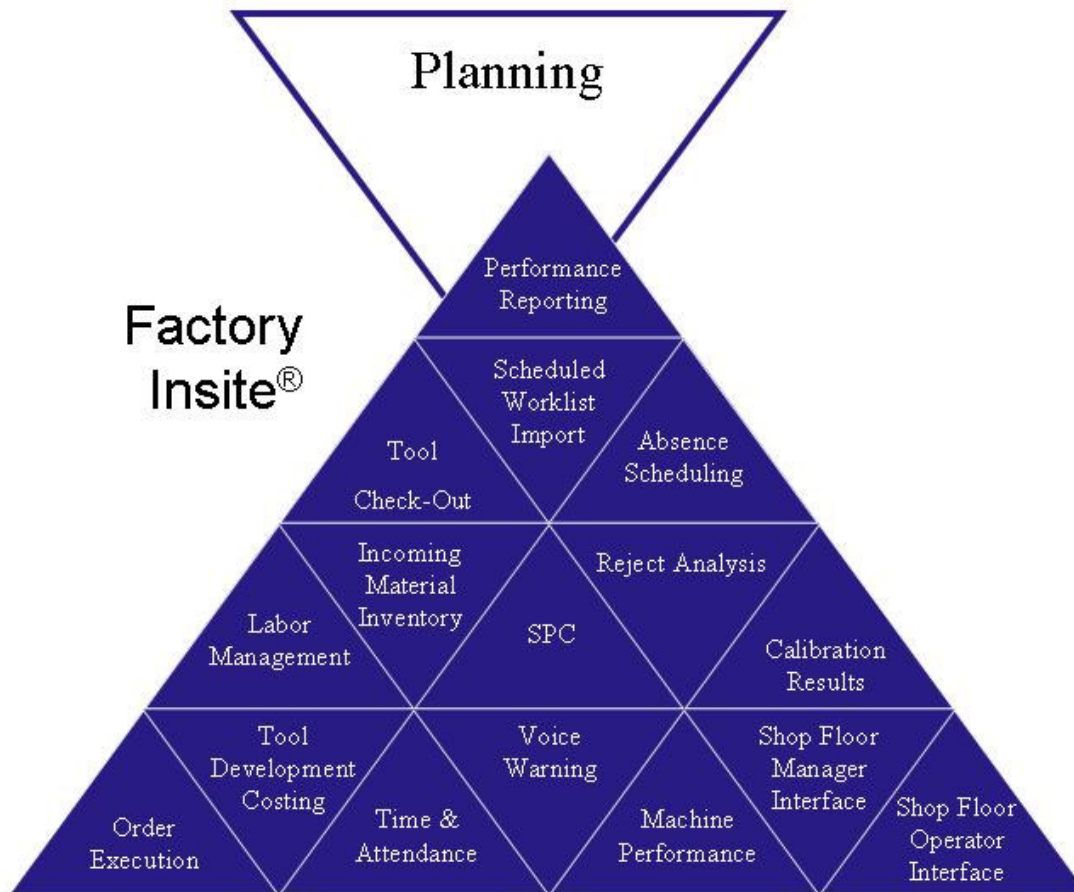 Planning
Performance
Reporting
Factory
Insite®
Scheduled
Worklist
Import
Tool
Check-Out
Absence
Scheduling
Incoming
Material
Inventory
Reject Analysis
Labor
Management
SPC
Calibration
Results
Tool
Development
Costing
Voice
Warning
Shop Floor
Manager
Interface
Order
Execution
Time &
Attendance
Machine
Performance
Shop Floor
Operator
Interface